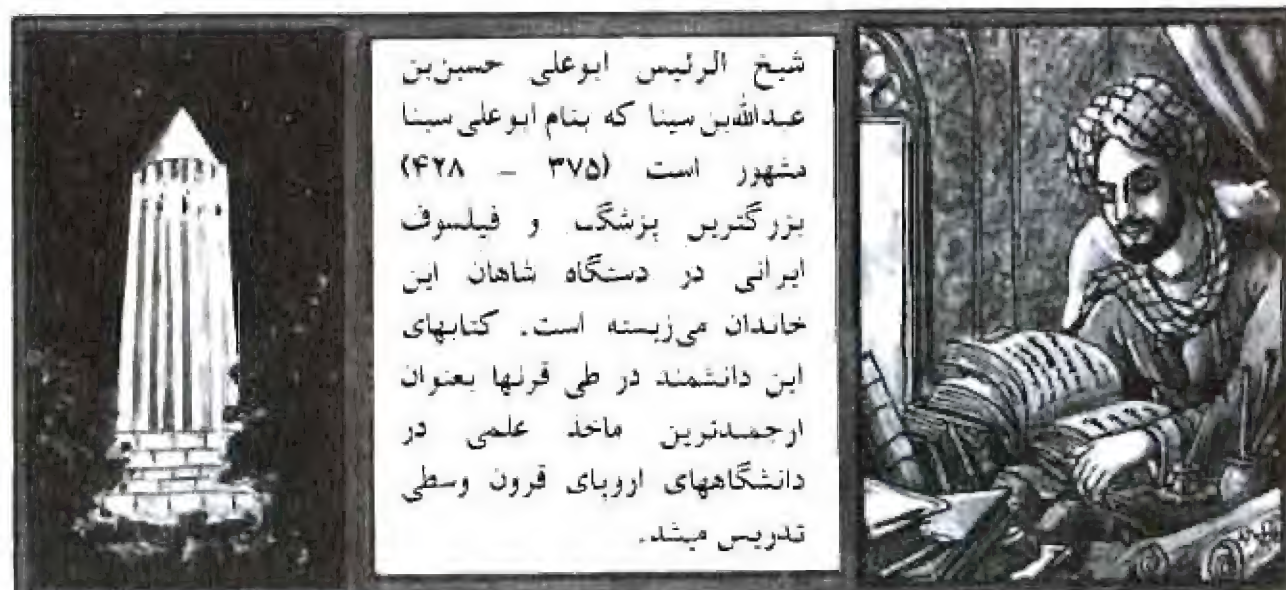 شیخ الرئیس ابوعلی حسین‌بن
عبدالله‌بن سینا که بنام ابوعلی‌سینا
مشهور است (۳۷۵ – ۴۲۸)
بزرگترین پزشک و فیلسوف
ایرانی در دستگاه شاهان این
خاندان می‌زیسته است. کتابهای
این دانشمند در طی قرنها بعنوان
ارجمندترین ماخذ علمی در
دانشگاههای اروپای قرون وسطی
تدریس میشد.